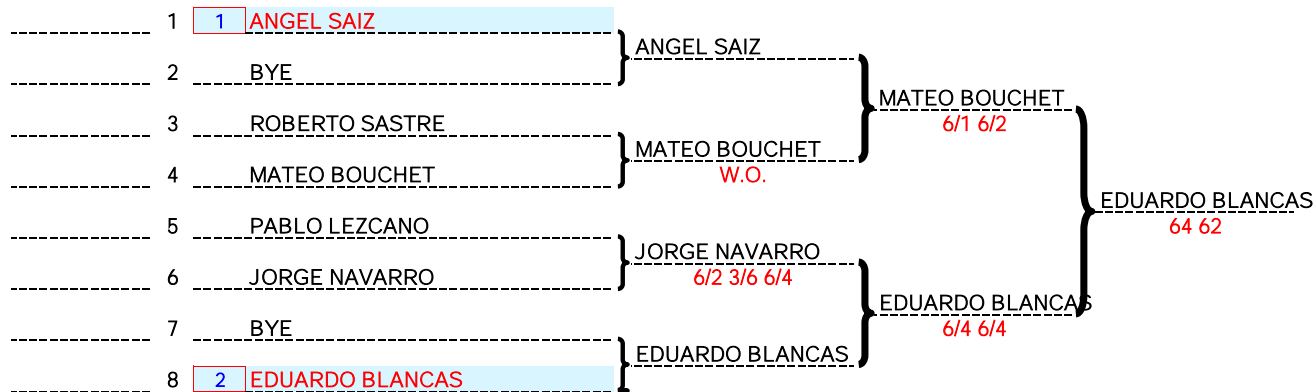 1 1 ANGEL SAIZ
ANGEL SAIZ
2 BYE
MATEO BOUCHET
6/1 6/2
3 ROBERTO SASTRE
MATEO BOUCHET
W.O.
4 MATEO BOUCHET
EDUARDO BLANCAS
64 62
5 PABLO LEZCANO
JORGE NAVARRO
6/2 3/6 6/4
6 JORGE NAVARRO
EDUARDO BLANCAS
6/4 6/4
7 BYE
EDUARDO BLANCAS
8 2 EDUARDO BLANCAS